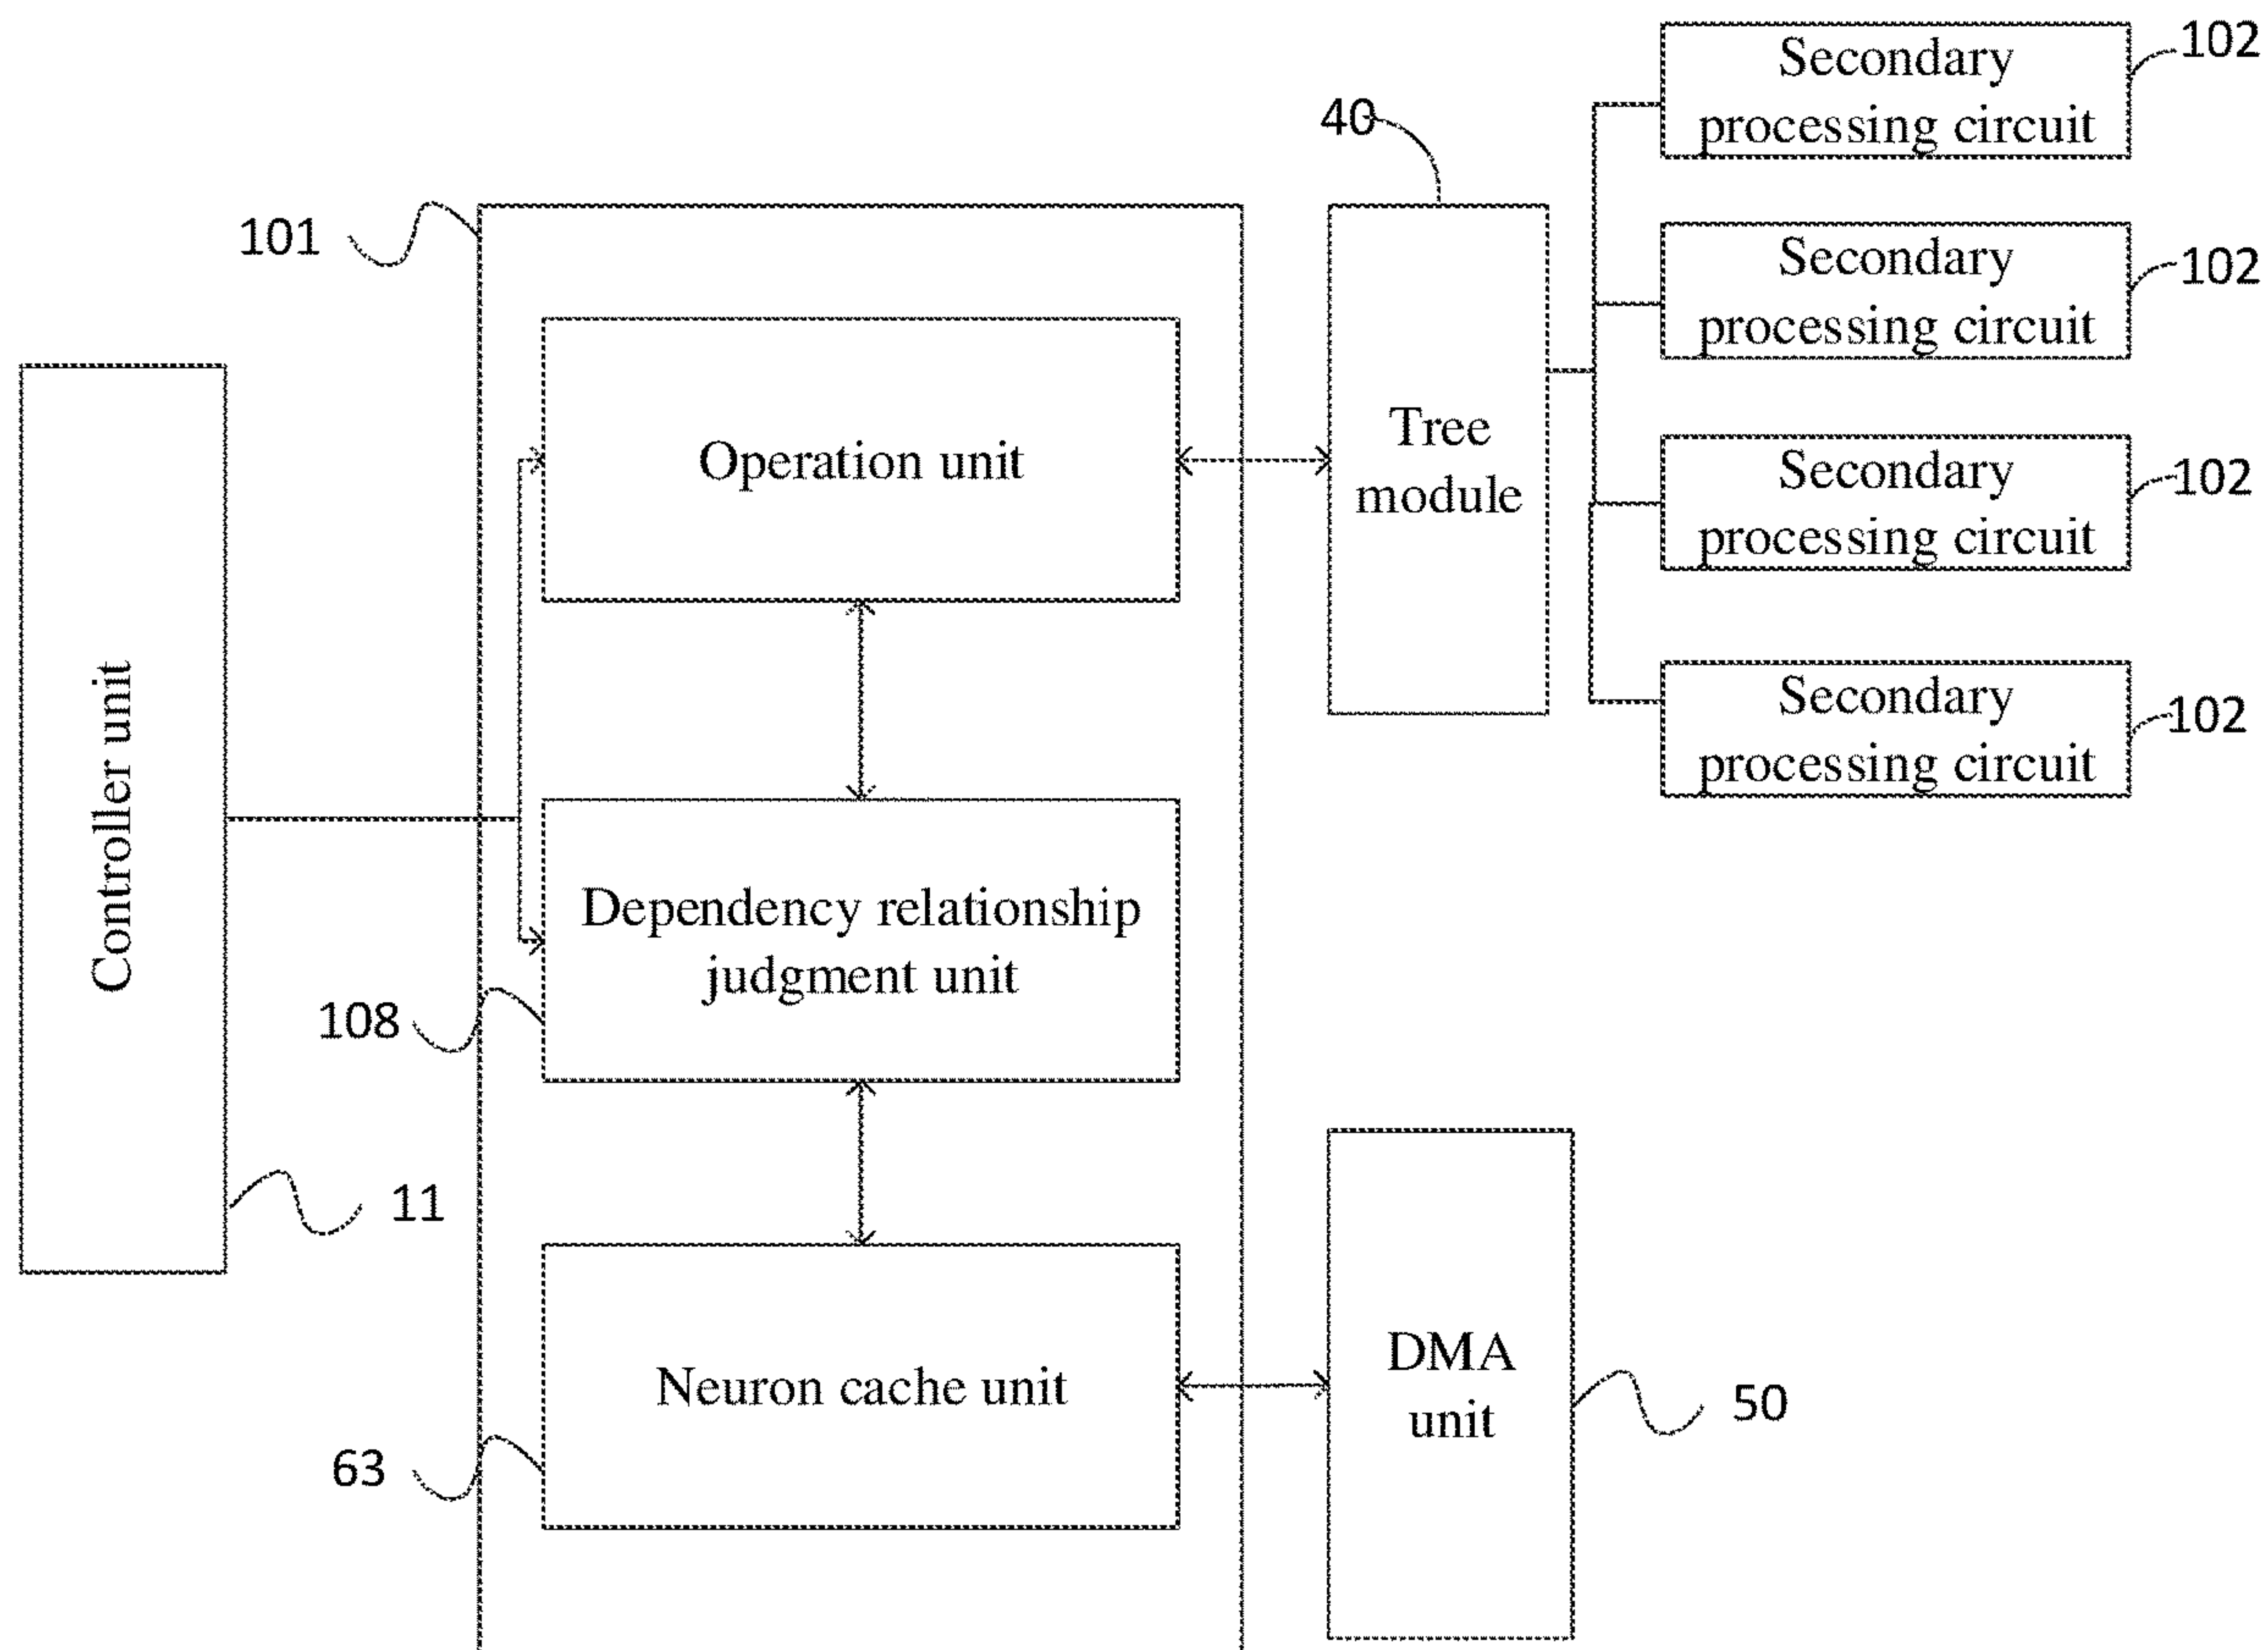 Secondary
processing circuit
102
40
Secondary
processing circuit
102
101
Operation unit
Tree
module
Secondary
processing circuit
102
Secondary
processing circuit
102
Controller unit
Dependency relationship
judgment unit
108
11
Neuron cache unit
DMA
unit
50
63